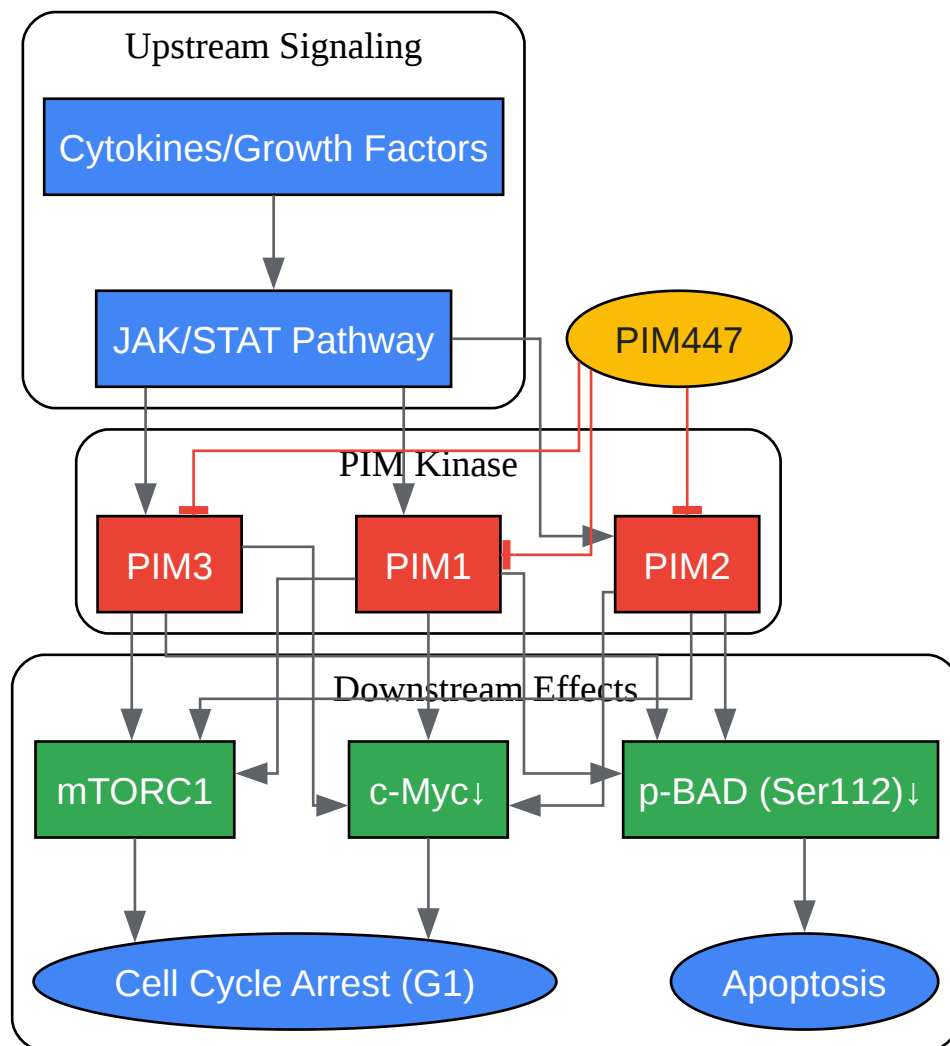 Upstream Signaling
Cytokines/Growth Factors
JAK/STAT Pathway
PIM447
PIM Kinase
PIM3
PIM1
PIM2
Downstream Effects
mTORC1
c-Myc↓
p-BAD (Ser112)↓
Cell Cycle Arrest (G1)
Apoptosis